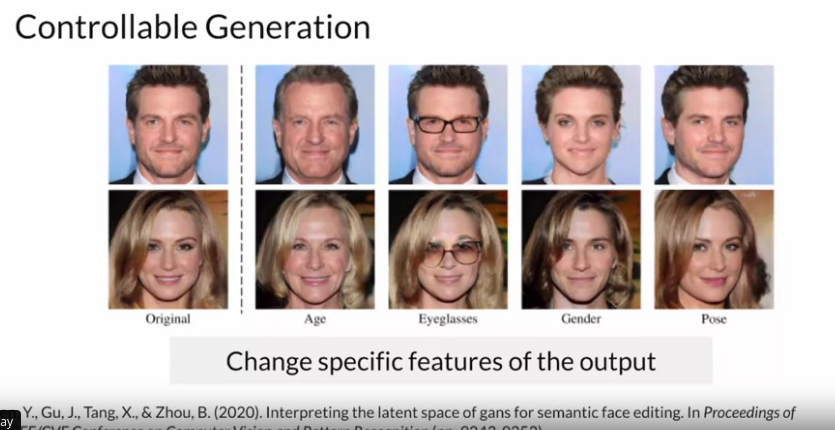 Controllable Generation
Original Age Eyeglasses Gender Pose
Change specific features of the output
ay
Y., Gu, J., Tang, X., & Zhou, B. (2020). Interpreting the latent space of gans for semantic face editing. In Proceedings of